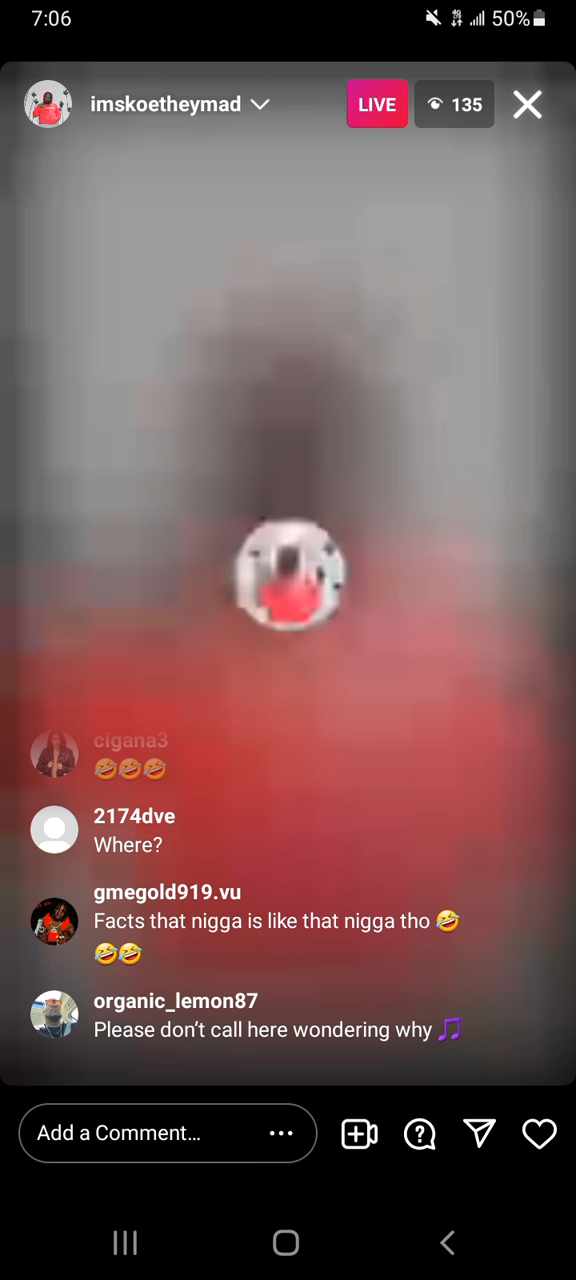 7:06
50%
imskoetheymad
LIVE
135
cigana3
🤣🤣🤣
2174dve
Where?
gmegold919.vu
Facts that nigga is like that nigga tho 🤣
🤣🤣
organic_lemon87
Please don't call here wondering why 🎵
Add a Comment...